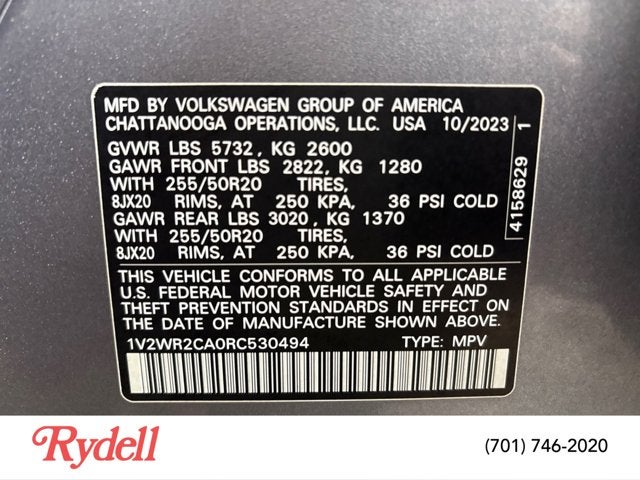 MFD BY VOLKSWAGEN GROUP OF AMERICA
CHATTANOOGA OPERATIONS, LLC. USA 10/2023
GVWR LBS 5732 , KG 2600
GAWR FRONT LBS 2822, KG 1280
WITH 255/50R20 TIRES,
8JX20 RIMS, AT 250 KPA, 36 PSI COLD
GAWR REAR LBS 3020 , KG 1370
WITH 255/50R20 TIRES,
8JX20 RIMS, AT 250 KPA, 36 PSI COLD
THIS VEHICLE CONFORMS TO ALL APPLICABLE
U.S. FEDERAL MOTOR VEHICLE SAFETY AND
THEFT PREVENTION STANDARDS IN EFFECT ON
THE DATE OF MANUFACTURE SHOWN ABOVE.
1V2WR2CA0RC530494 TYPE: MPV
4158629 1
Rydell
(701) 746-2020